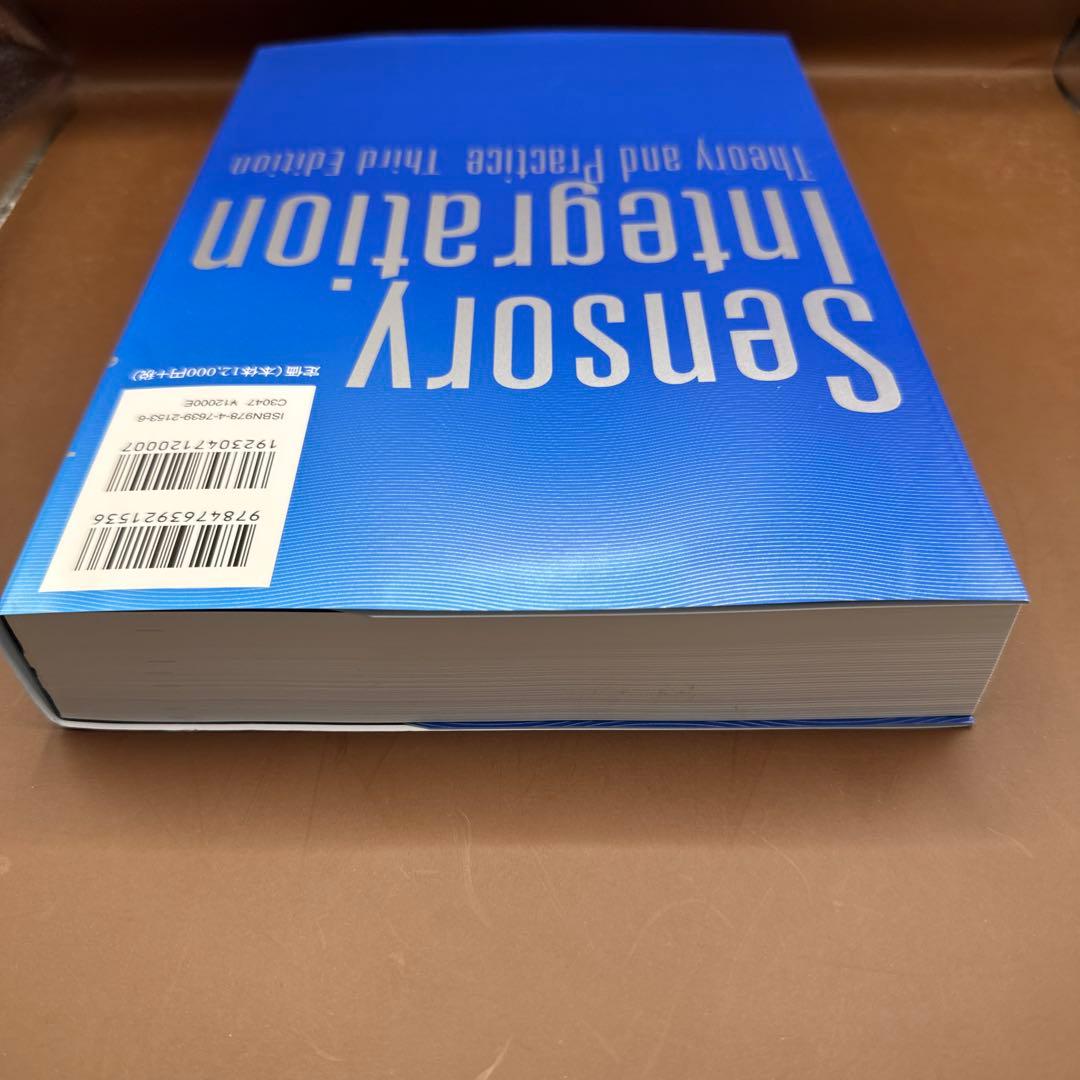 Sensory
Integration
Theory and Practice Third Edition
9784763921536
1923047120007
ISBN978-4-7639-2153-6
C3047 ¥12000E
定価(本体12,000円+税)